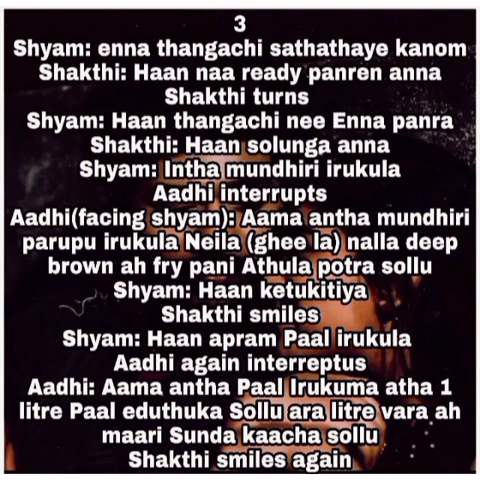 3
Shyam: enna thangachi sathathaye kanom
Shakthi: Haan naa ready panren anna
Shakthi turns
Shyam: Haan thangachi nee Enna panra
Shakthi: Haan solunga anna
Shyam: Intha mundhiri irukula
Aadhi interrupts
Aadhi(facing shyam): Aama antha mundhiri
parupu irukula Neila (ghee la) nalla deep
brown ah fry pani Athula potra sollu
Shyam: Haan ketukitiya
Shakthi smiles
Shyam: Haan apram Paal irukula
Aadhi again interreptus
Aadhi: Aama antha Paal Irukuma atha 1
litre Paal eduthuka Sollu ara litre vara ah
maari Sunda kaacha sollu
Shakthi smiles again